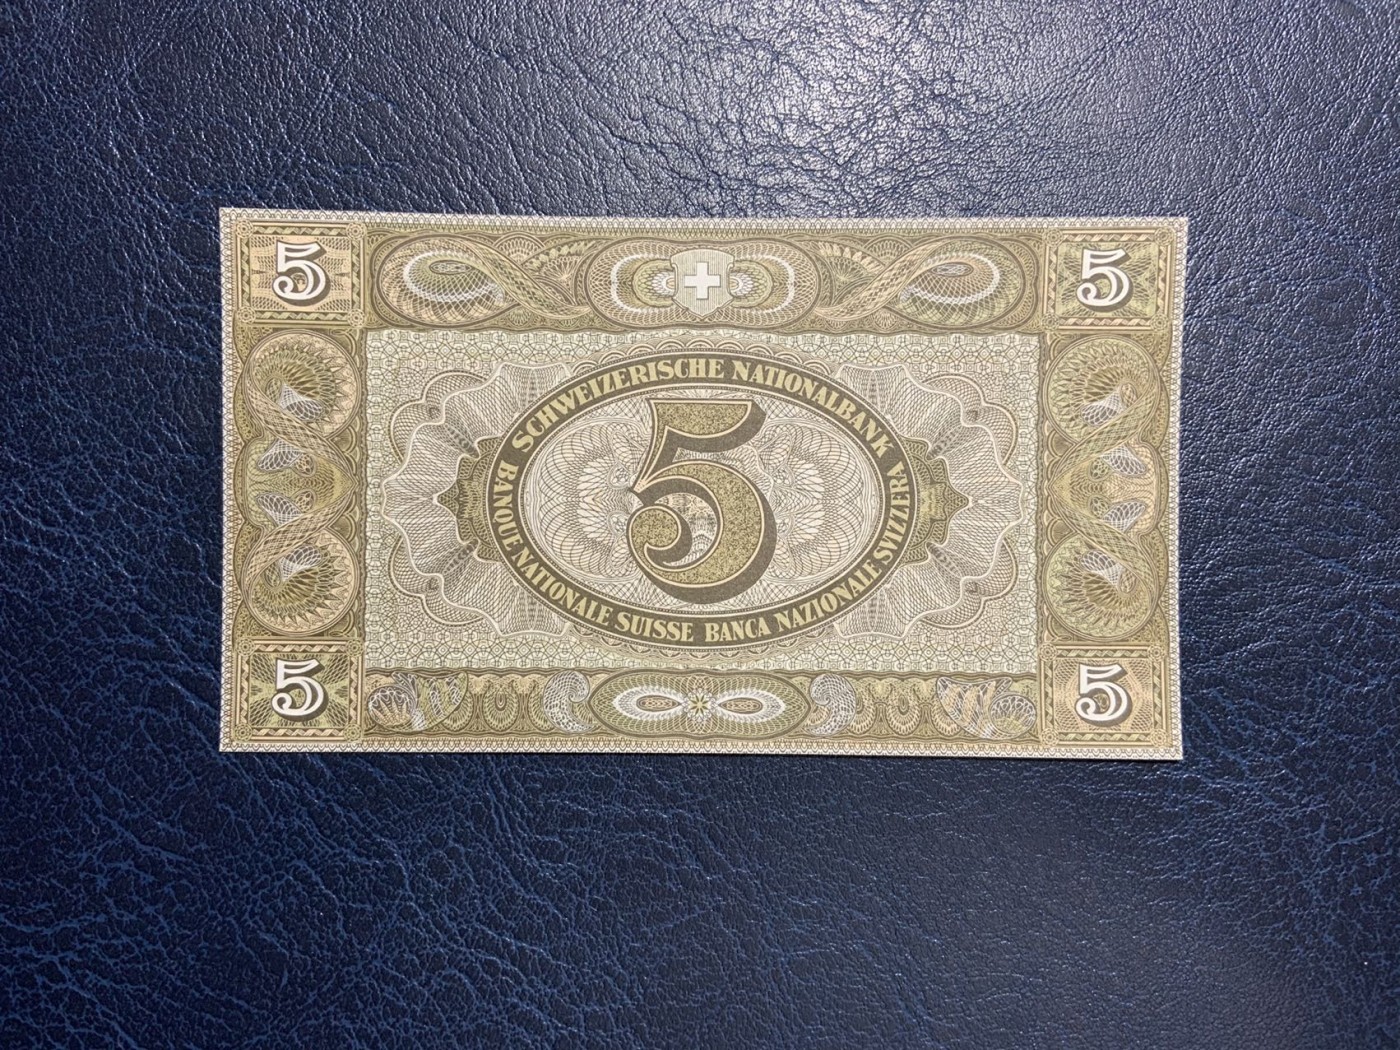 5 5
SCHWEIZERISCHE NATIONALBANK
5
BANQUE NATIONALE SUISSE BANCA NAZIONALE SVIZZERA
5 5